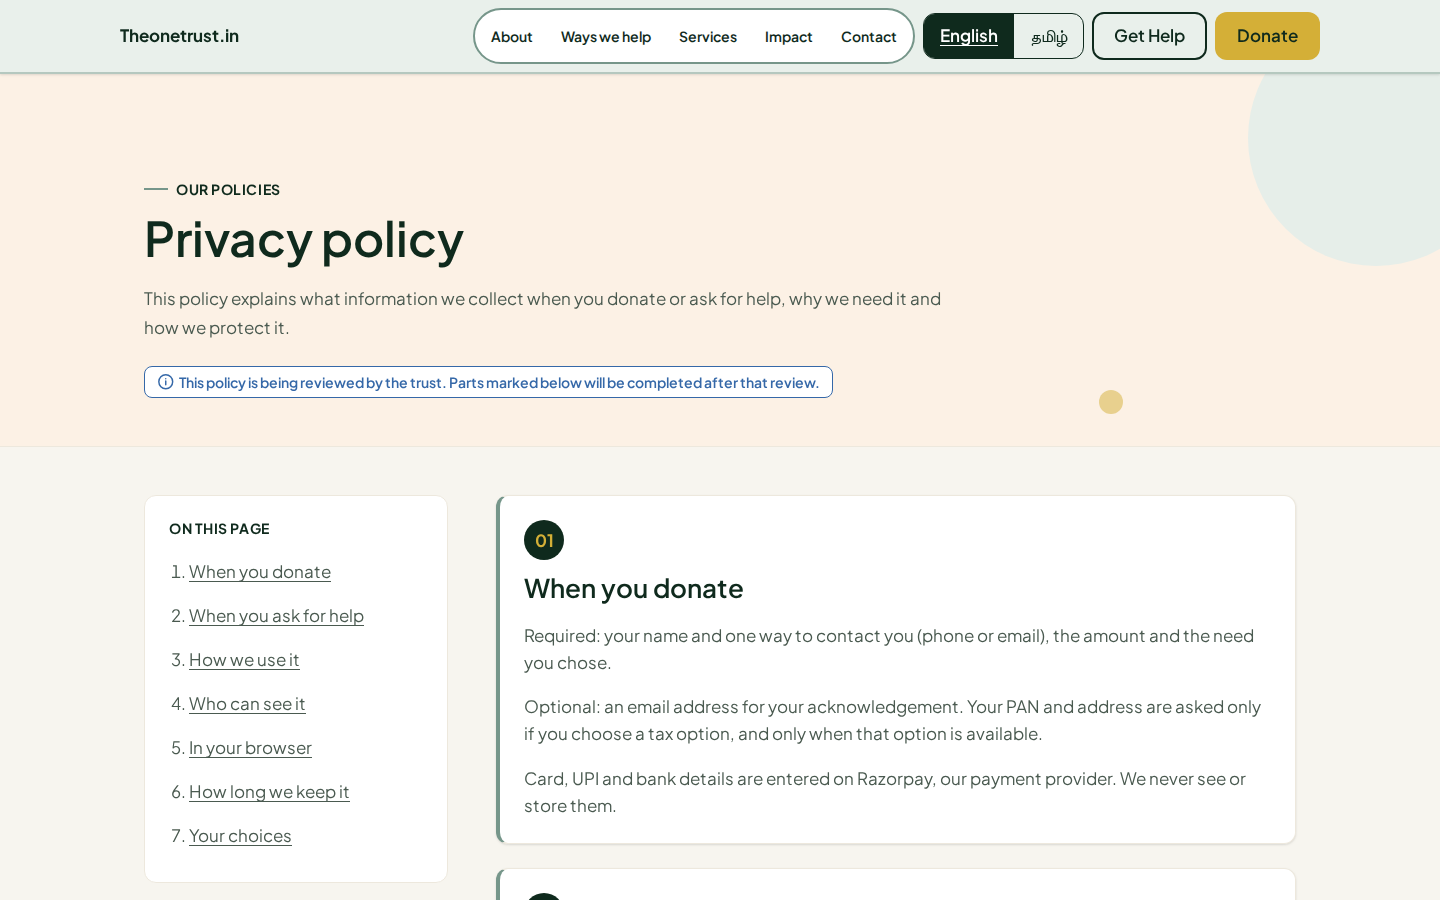 Theonetrust.in
About
Ways we help
Services
Impact
Contact
English
தமிழ்
Get Help
Donate
OUR POLICIES
Privacy policy
This policy explains what information we collect when you donate or ask for help, why we need it and
how we protect it.
This policy is being reviewed by the trust. Parts marked below will be completed after that review.
ON THIS PAGE
1. When you donate
2. When you ask for help
3. How we use it
4. Who can see it
5. In your browser
6. How long we keep it
7. Your choices
01
When you donate
Required: your name and one way to contact you (phone or email), the amount and the need
you chose.
Optional: an email address for your acknowledgement. Your PAN and address are asked only
if you choose a tax option, and only when that option is available.
Card, UPI and bank details are entered on Razorpay, our payment provider. We never see or
store them.